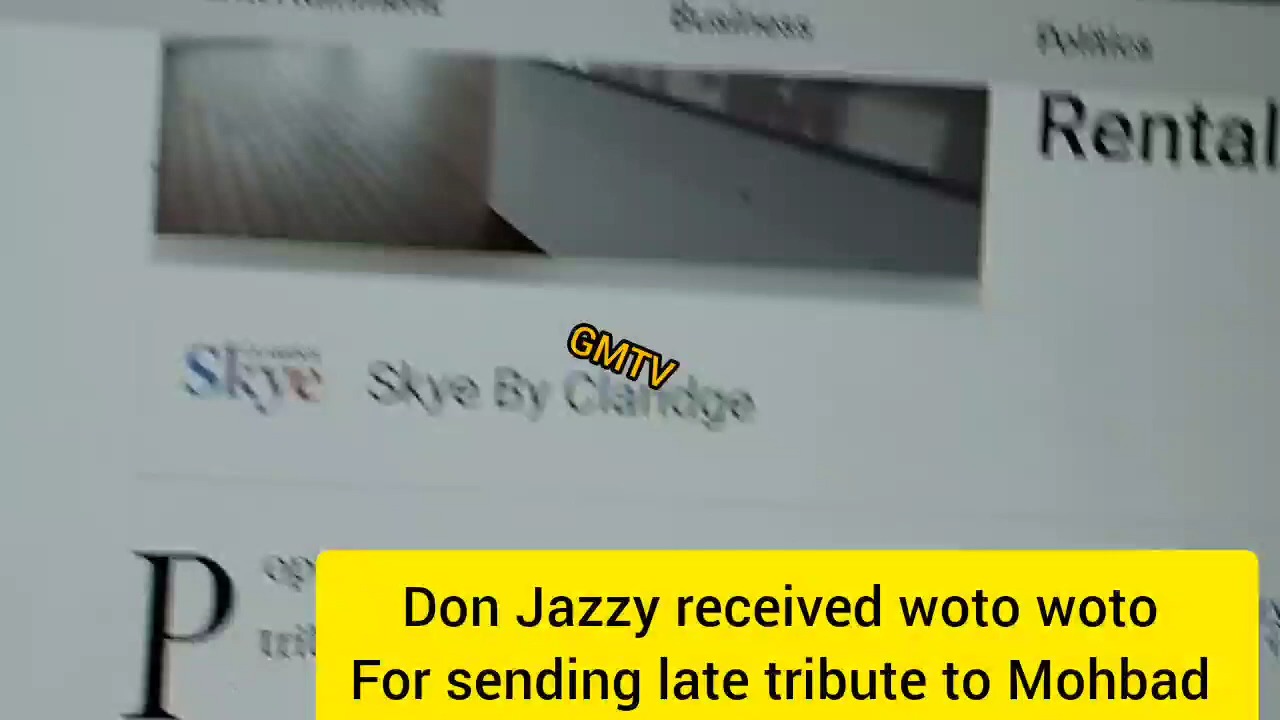 Business
Politics
Rental
GMTV
Skye
Skye By Claridge
P
Don Jazzy received woto woto
For sending late tribute to Mohbad